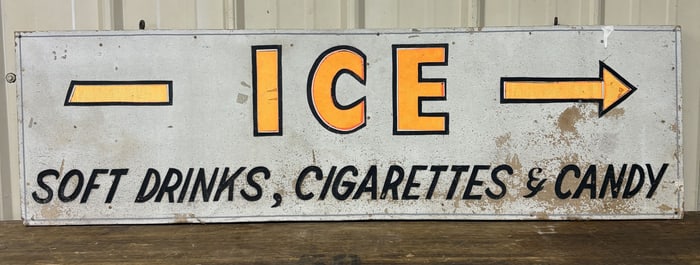 ICE
SOFT DRINKS, CIGARETTES & CANDY